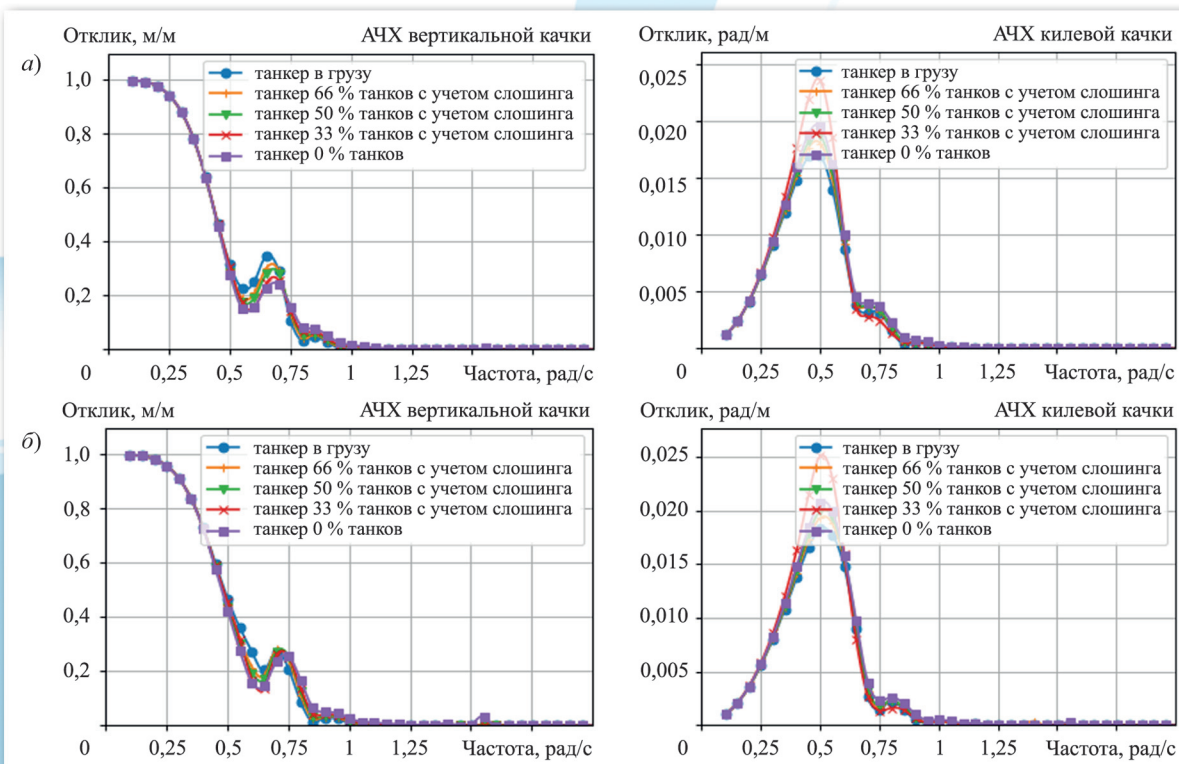 Отклик, м/м
АЧХ вертикальной качки
а)
1,0
0,8
0,6
0,4
0,2
0
0,25
0,5
0,75
1
1,25
Частота, рад/с
танкер в грузу
танкер 66 % танков с учетом слошинга
танкер 50 % танков с учетом слошинга
танкер 33 % танков с учетом слошинга
танкер 0 % танков
Отклик, рад/м
АЧХ килевой качки
0,025
0,020
0,015
0,010
0,005
0
0,25
0,5
0,75
1
1,25
Частота, рад/с
танкер в грузу
танкер 66 % танков с учетом слошинга
танкер 50 % танков с учетом слошинга
танкер 33 % танков с учетом слошинга
танкер 0 % танков
Отклик, м/м
АЧХ вертикальной качки
б)
1,0
0,8
0,6
0,4
0,2
0
0,25
0,5
0,75
1
1,25
Частота, рад/с
танкер в грузу
танкер 66 % танков с учетом слошинга
танкер 50 % танков с учетом слошинга
танкер 33 % танков с учетом слошинга
танкер 0 % танков
Отклик, рад/м
АЧХ килевой качки
0,025
0,020
0,015
0,010
0,005
0
0,25
0,5
0,75
1
1,25
Частота, рад/с
танкер в грузу
танкер 66 % танков с учетом слошинга
танкер 50 % танков с учетом слошинга
танкер 33 % танков с учетом слошинга
танкер 0 % танков